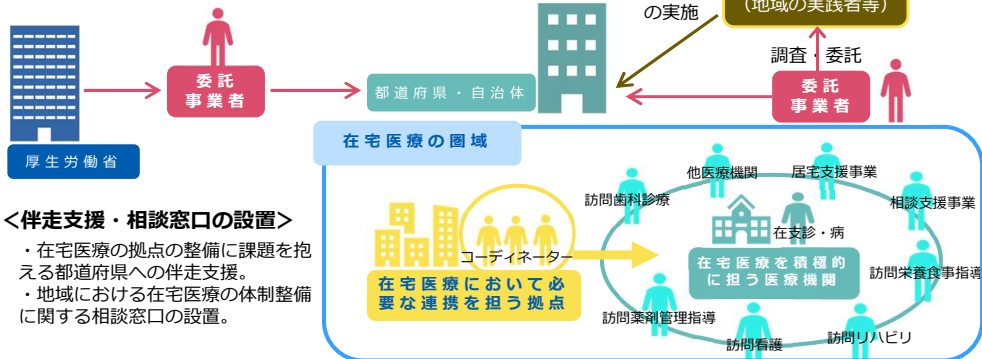 の実施
(地域の実践者等)
調査・委託
委託
事業者
都道府県・自治体
委託
事業者
厚生労働省
在宅医療の圏域
他医療機関
居宅支援事業
訪問歯科診療
相談支援事業
<伴走支援・相談窓口の設置>
・在宅医療の拠点の整備に課題を抱
える都道府県への伴走支援。
・地域における在宅医療の体制整備
に関する相談窓口の設置。
コーディネーター
在宅医療において必
要な連携を担う拠点
在支診・病
在宅医療を積極的
に担う医療機関
訪問栄養食事指導
訪問薬剤管理指導
訪問看護
訪問リハビリ